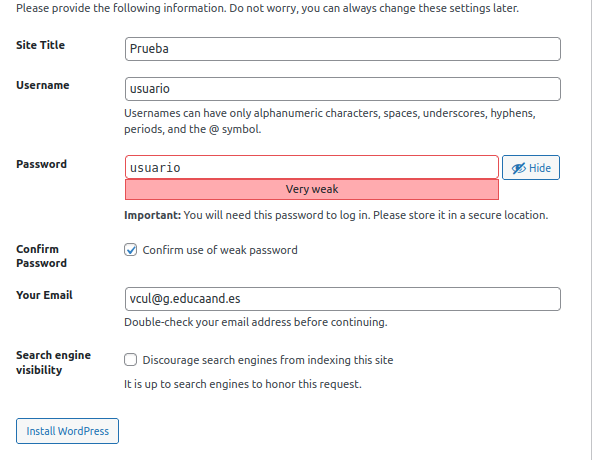 Please provide the following information. Do not worry, you can always change these settings later.
Site Title
Prueba
Username
usuario
Usernames can have only alphanumeric characters, spaces, underscores, hyphens,
periods, and the @ symbol.
Password
usuario
Hide
Very weak
Important: You will need this password to log in. Please store it in a secure location.
Confirm
Password
Confirm use of weak password
Your Email
vcul@g.educaand.es
Double-check your email address before continuing.
Search engine
visibility
Discourage search engines from indexing this site
It is up to search engines to honor this request.
Install WordPress